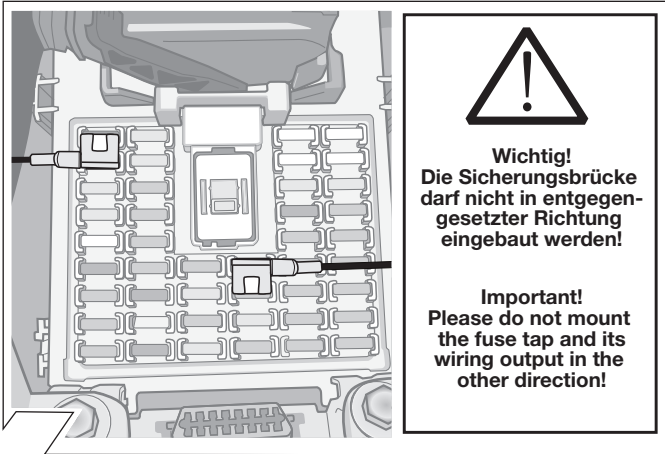 Wichtig!
Die Sicherungsbrücke
darf nicht in entgegen-
gesetzter Richtung
eingebaut werden!
Important!
Please do not mount
the fuse tap and its
wiring output in the
other direction!